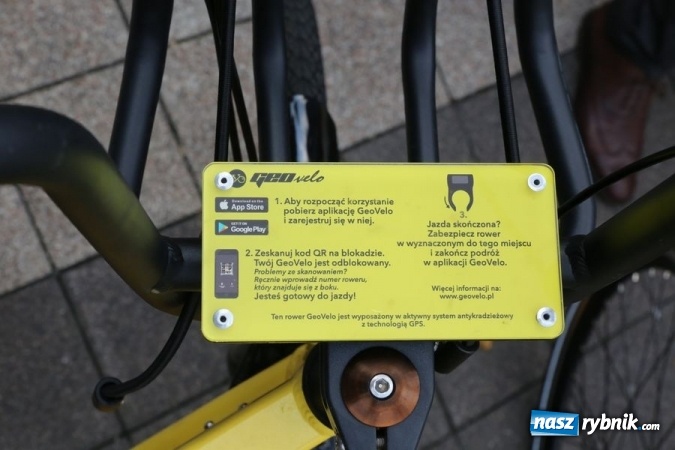 GEOvelo
Download on the
App Store
GET IT ON
Google Play
1. Aby rozpocząć korzystanie
pobierz aplikację GeoVelo
i zarejestruj się w niej.
2. Zeskanuj kod QR na blokadzie.
Twój GeoVelo jest odblokowany.
Problemy ze skanowaniem?
Ręcznie wprowadź numer roweru,
który znajduje się z boku.
Jesteś gotowy do jazdy!
3.
Jazda skończona?
Zabezpiecz rower
w wyznaczonym do tego miejscu
i zakończ podróż
w aplikacji GeoVelo.
Więcej informacji na:
www.geovelo.pl
Ten rower GeoVelo jest wyposażony w aktywny system antykradzieżowy
z technologię GPS.
nasz rybnik.com